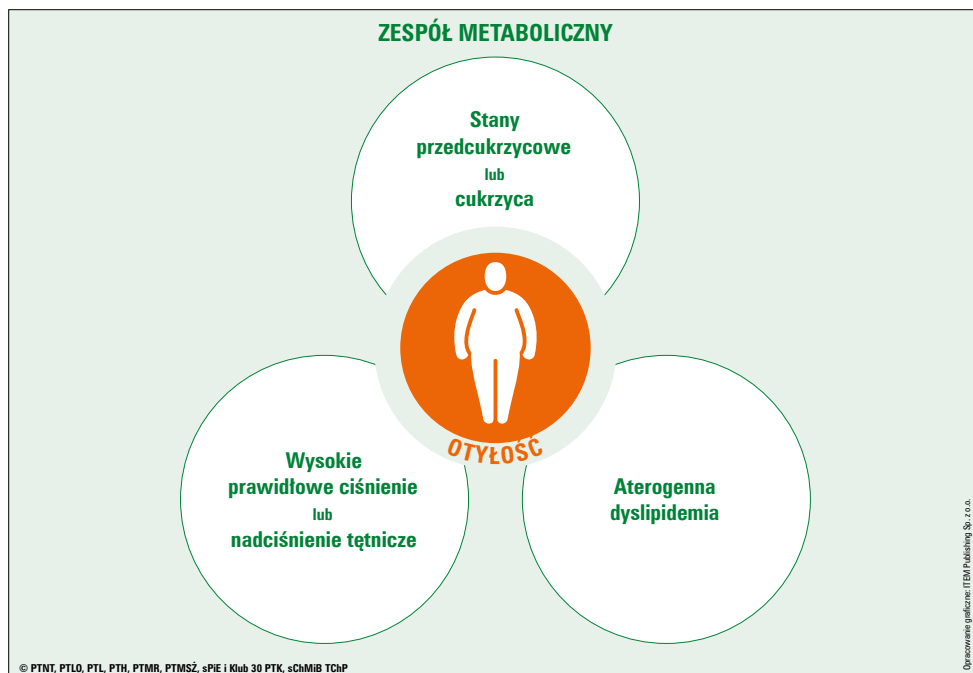 ZESPÓŁ METABOLICZNY
Stany
przedcukrzycowe
lub
cukrzyca
OTYŁOŚĆ
Wysokie
prawidłowe ciśnienie
lub
nadciśnienie tętnicze
Aterogenna
dyslipidemia
Opracowanie graficzne: ITEM Publishing Sp. z o.o.
© PTNT, PTLO, PTL, PTH, PTMR, PTMSŻ, sPiE i Klub 30 PTK, sChMiB TChP